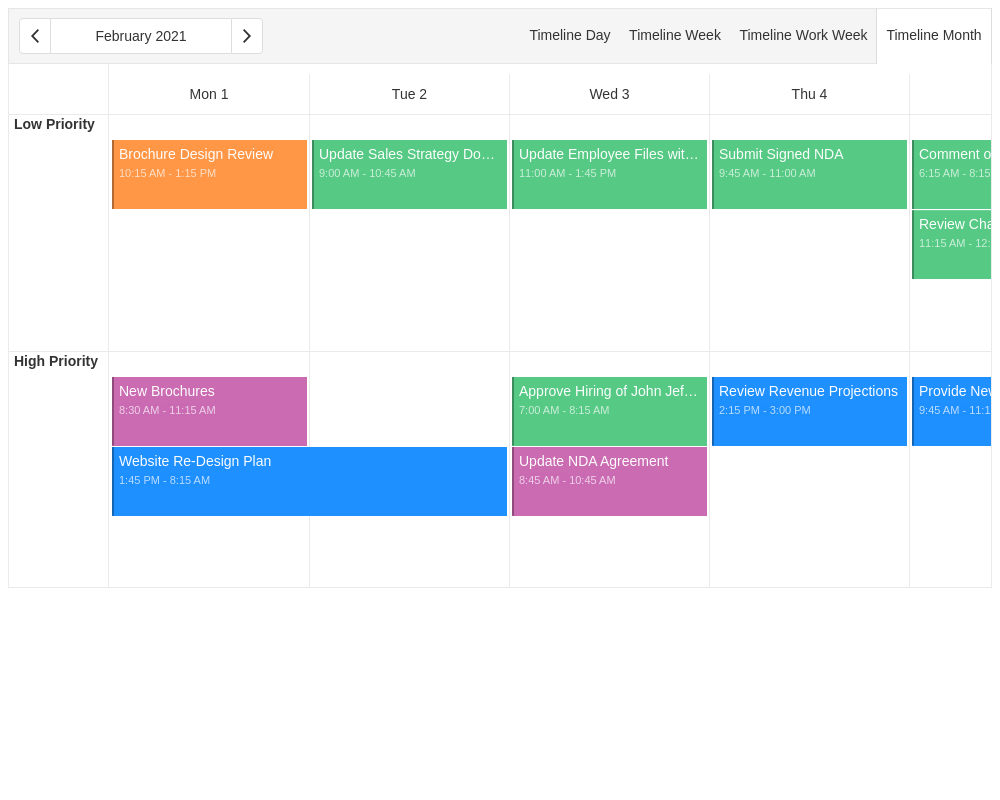 February 2021
Timeline Day
Timeline Week
Timeline Work Week
Timeline Month
Mon 1
Tue 2
Wed 3
Thu 4
Low Priority
Brochure Design Review
10:15 AM - 1:15 PM
Update Sales Strategy Do…
9:00 AM - 10:45 AM
Update Employee Files wit…
11:00 AM - 1:45 PM
Submit Signed NDA
9:45 AM - 11:00 AM
Comment
6:15 AM - 8:15
Review
11:15 AM - 12:
High Priority
New Brochures
8:30 AM - 11:15 AM
Website Re-Design Plan
1:45 PM - 8:15 AM
Approve Hiring of John Jef…
7:00 AM - 8:15 AM
Update NDA Agreement
8:45 AM - 10:45 AM
Review Revenue Projections
2:15 PM - 3:00 PM
Provide
9:45 AM - 11:1